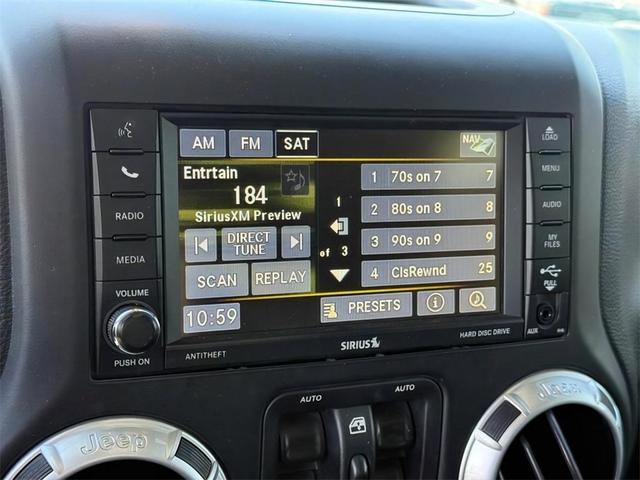 AM FM SAT NAV
Entrtain
184
SiriusXM Preview
DIRECT TUNE
SCAN REPLAY
10:59
1
of 3
1 70s on 7 7
2 80s on 8 8
3 90s on 9 9
4 ClsRewnd 25
PRESETS
RADIO
MEDIA
VOLUME
PUSH ON
LOAD
MENU
AUDIO
MY FILES
PULL
AUX
ANTITHEFT
SIRIUS
HARD DISC DRIVE
AUTO AUTO
Jeep
Jeep